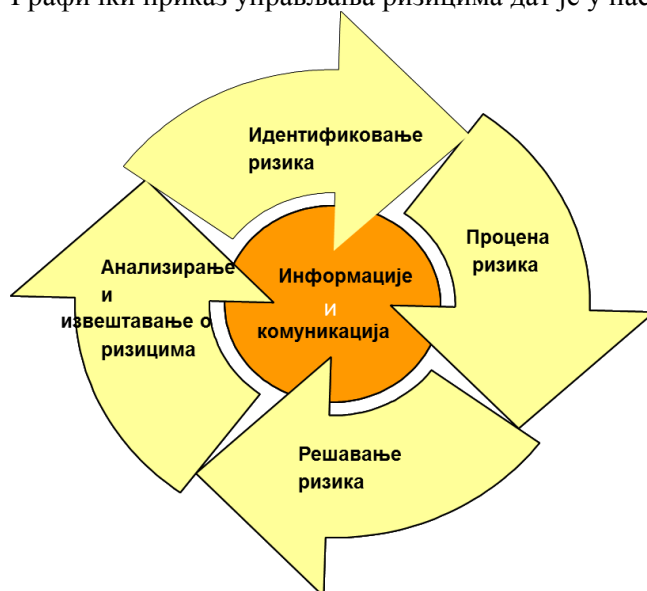 Графички приказ управљања ризицима дат је у нас
Идентификовање
ризика
Процена
ризика
Анализирање
и
извештавање о
ризицима
Информације
и
комуникација
Решавање
ризика